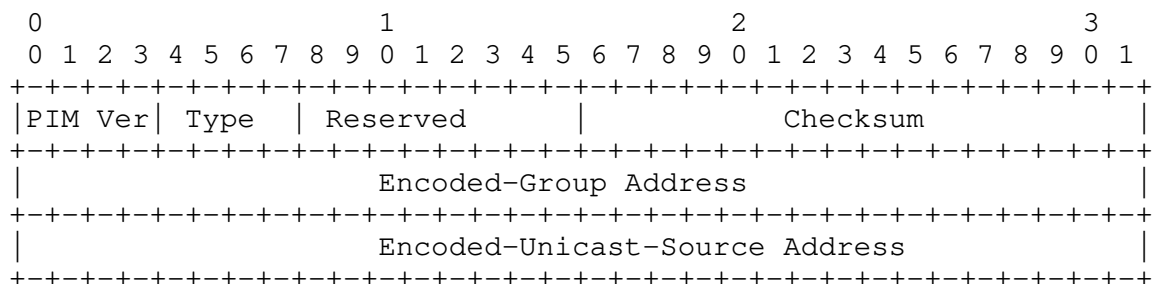 0                   1                   2                   3
 0 1 2 3 4 5 6 7 8 9 0 1 2 3 4 5 6 7 8 9 0 1 2 3 4 5 6 7 8 9 0 1
+-+-+-+-+-+-+-+-+-+-+-+-+-+-+-+-+-+-+-+-+-+-+-+-+-+-+-+-+-+-+-+-+
|PIM Ver| Type  | Reserved      |           Checksum            |
+-+-+-+-+-+-+-+-+-+-+-+-+-+-+-+-+-+-+-+-+-+-+-+-+-+-+-+-+-+-+-+-+
|                    Encoded-Group Address                      |
+-+-+-+-+-+-+-+-+-+-+-+-+-+-+-+-+-+-+-+-+-+-+-+-+-+-+-+-+-+-+-+-+
|                    Encoded-Unicast-Source Address             |
+-+-+-+-+-+-+-+-+-+-+-+-+-+-+-+-+-+-+-+-+-+-+-+-+-+-+-+-+-+-+-+-+